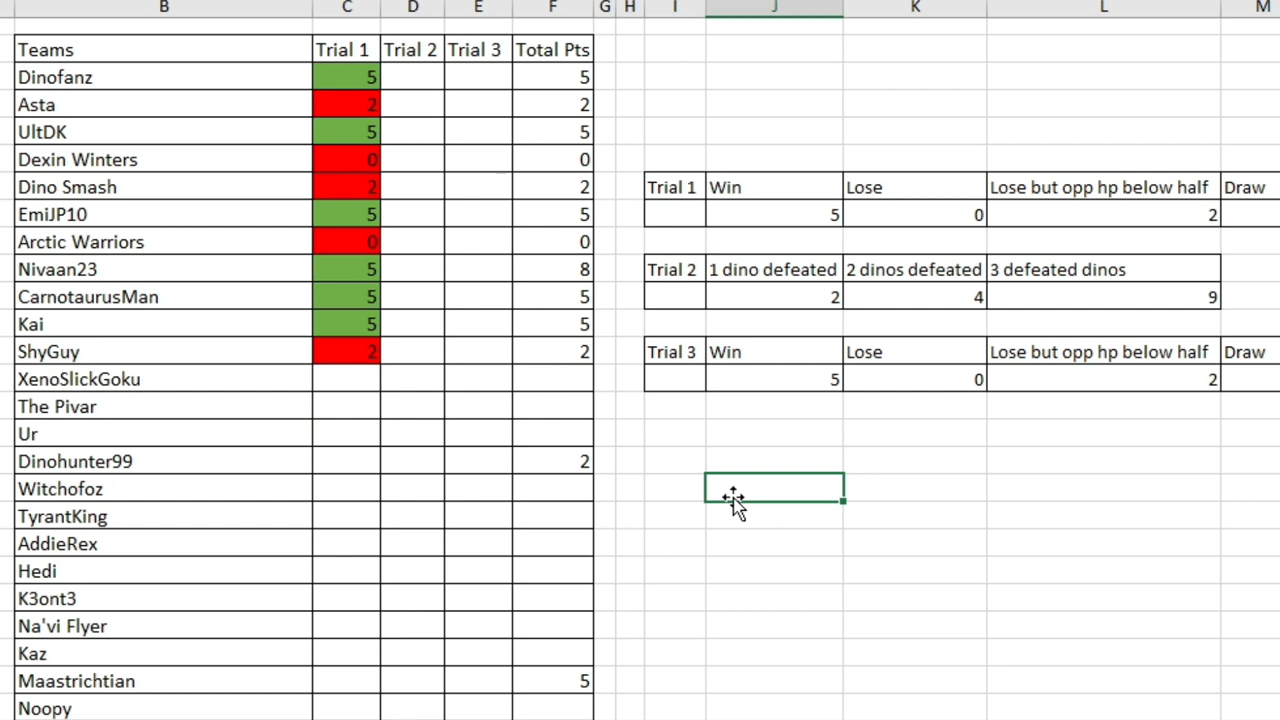 B C D E F G H I J K L M
Teams Trial 1 Trial 2 Trial 3 Total Pts
Dinofanz 5 5
Asta 2 2
UltDK 5 5
Dexin Winters 0 0
Dino Smash 2 2 Trial 1 Win Lose Lose but opp hp below half Draw
EmiJP10 5 5 5 0 2
Arctic Warriors 0 0
Nivaan23 5 8 Trial 2 1 dino defeated 2 dinos defeated 3 defeated dinos
CarnotaurusMan 5 5 2 4 9
Kai 5 5
ShyGuy 2 2 Trial 3 Win Lose Lose but opp hp below half Draw
XenoSlickGoku 5 0 2
The Pivar
Ur
Dinohunter99 2
Witchofoz
TyrantKing
AddieRex
Hedi
K3ont3
Na'vi Flyer
Kaz
Maastrichtian 5
Noopy